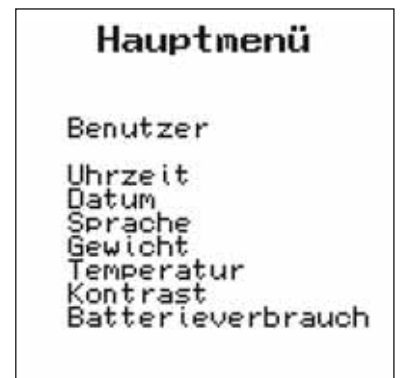 Hauptmenü
Benutzer
Uhrzeit
Datum
Sprache
Gewicht
Temperatur
Kontrast
Batterieverbrauch